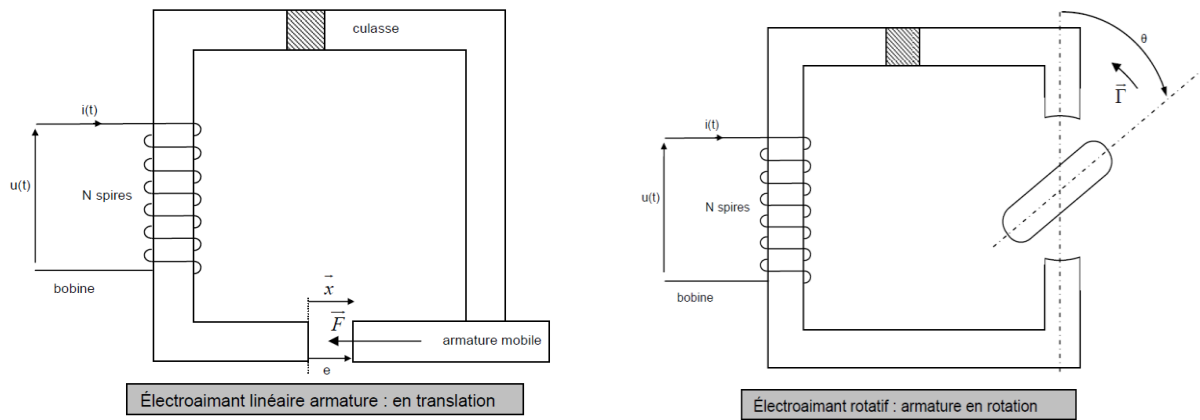 culasse
i(t)
u(t)
N spires
bobine
x
F
armature mobile
e
Électroaimant linéaire armature : en translation
θ
Γ
i(t)
u(t)
N spires
bobine
Électroaimant rotatif : armature en rotation